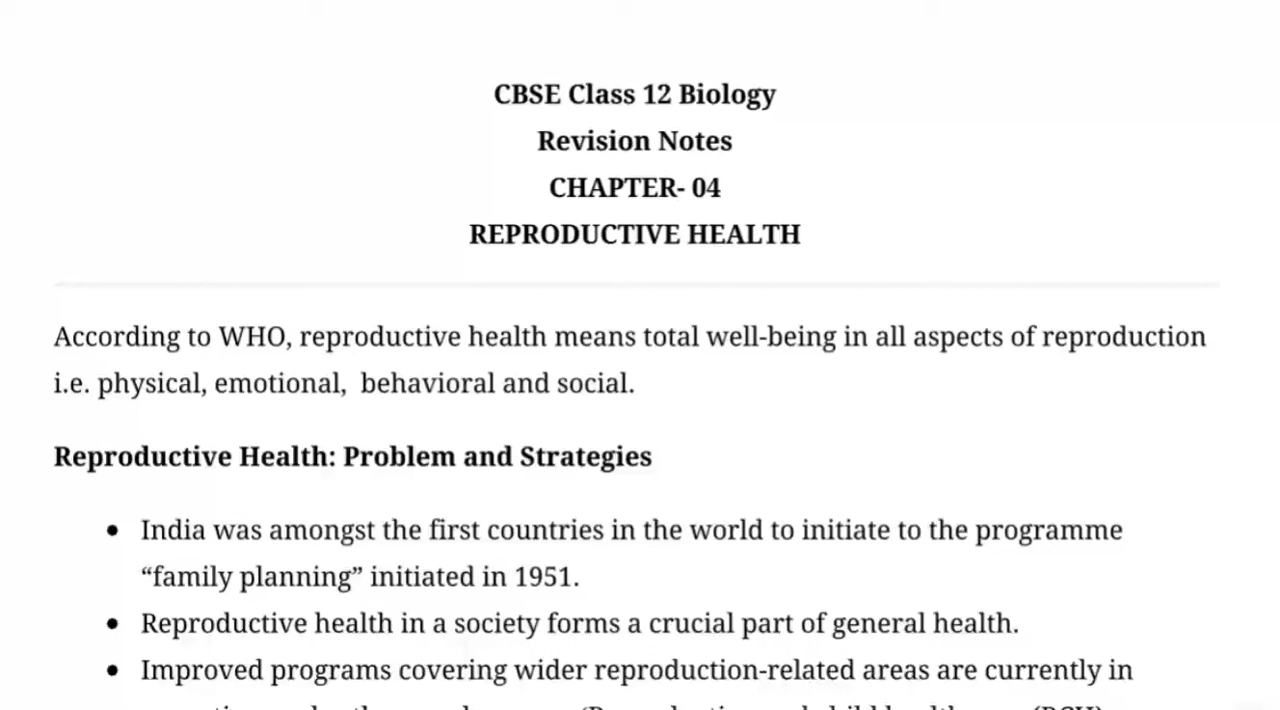 CBSE Class 12 Biology
Revision Notes
CHAPTER- 04
REPRODUCTIVE HEALTH
According to WHO, reproductive health means total well-being in all aspects of reproduction
i.e. physical, emotional,  behavioral and social.
Reproductive Health: Problem and Strategies
• India was amongst the first countries in the world to initiate to the programme
“family planning” initiated in 1951.
• Reproductive health in a society forms a crucial part of general health.
• Improved programs covering wider reproduction-related areas are currently in